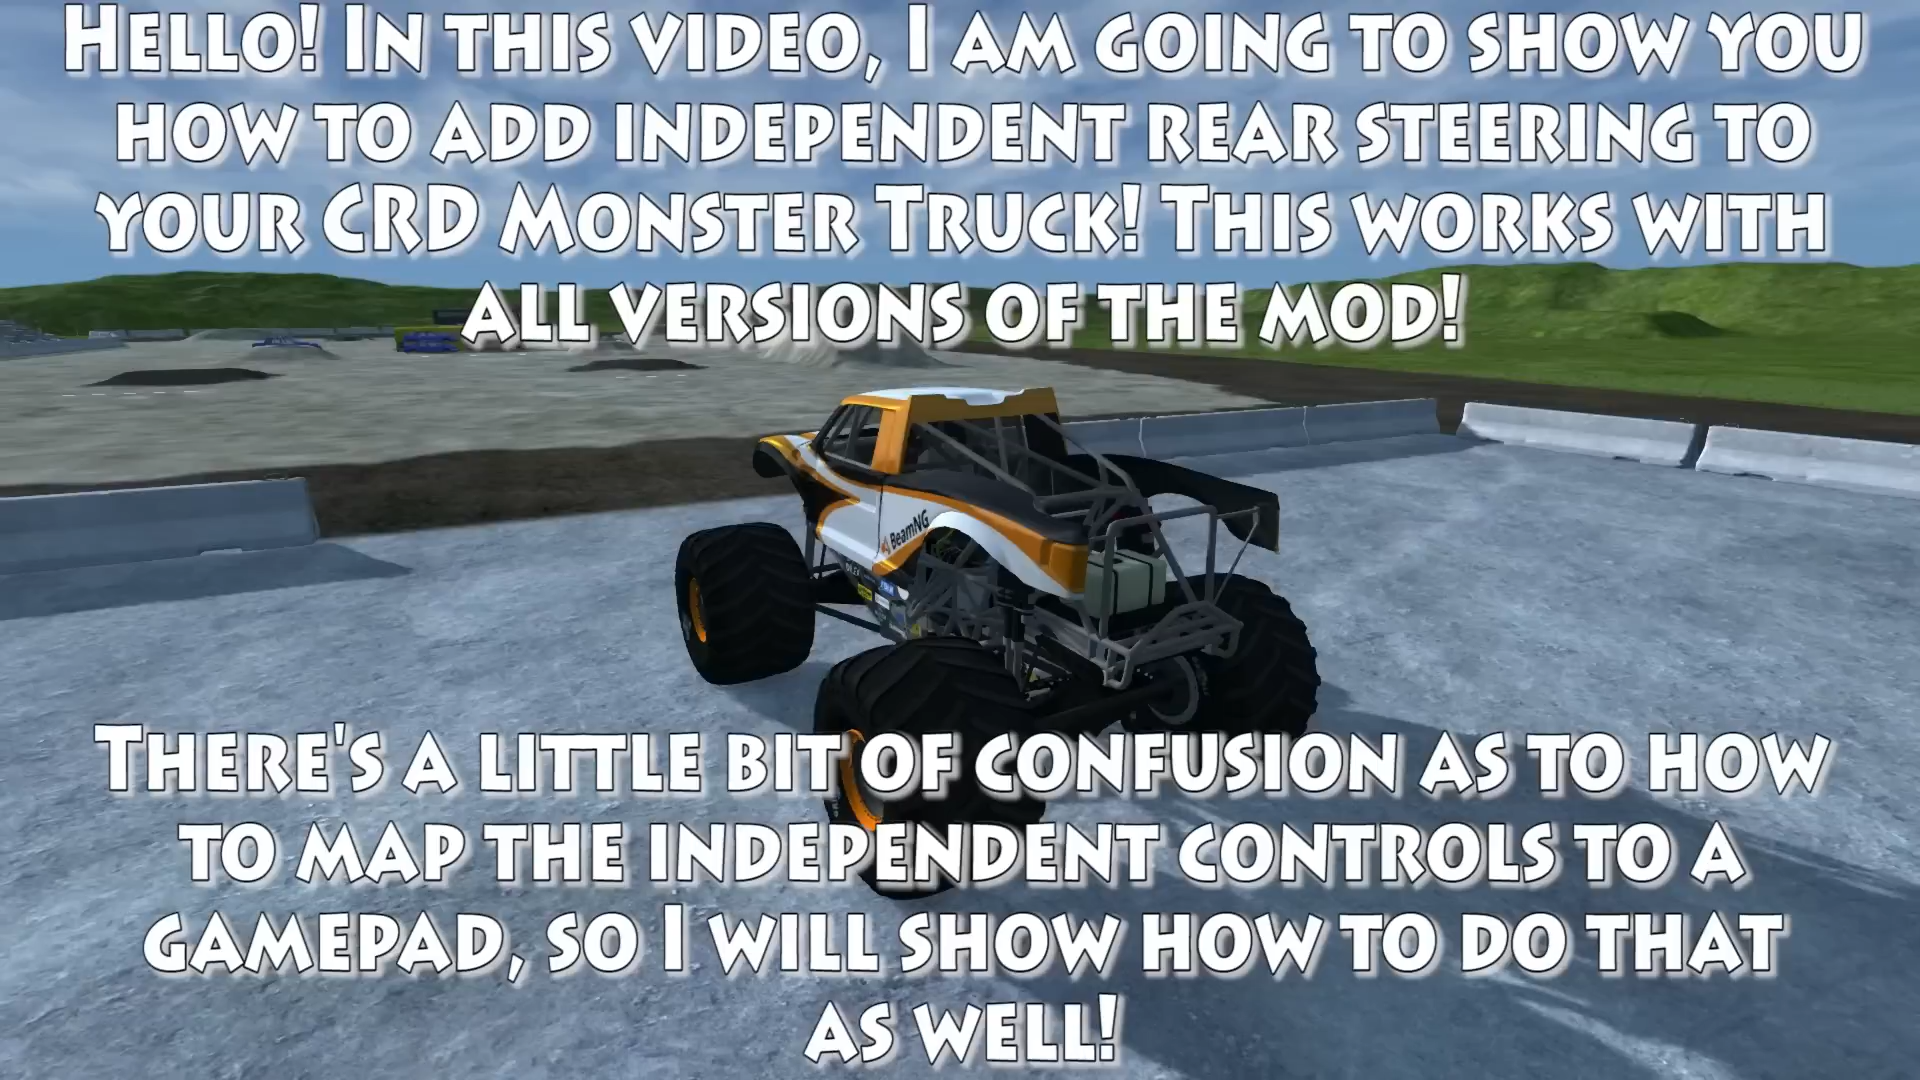 Hello! In this video, I am going to show you
how to add independent rear steering to
your CRD Monster Truck! This works with
all versions of the mod!
BeamNG
There's a little bit of confusion as to how
to map the independent controls to a
gamepad, so I will show how to do that
as well!